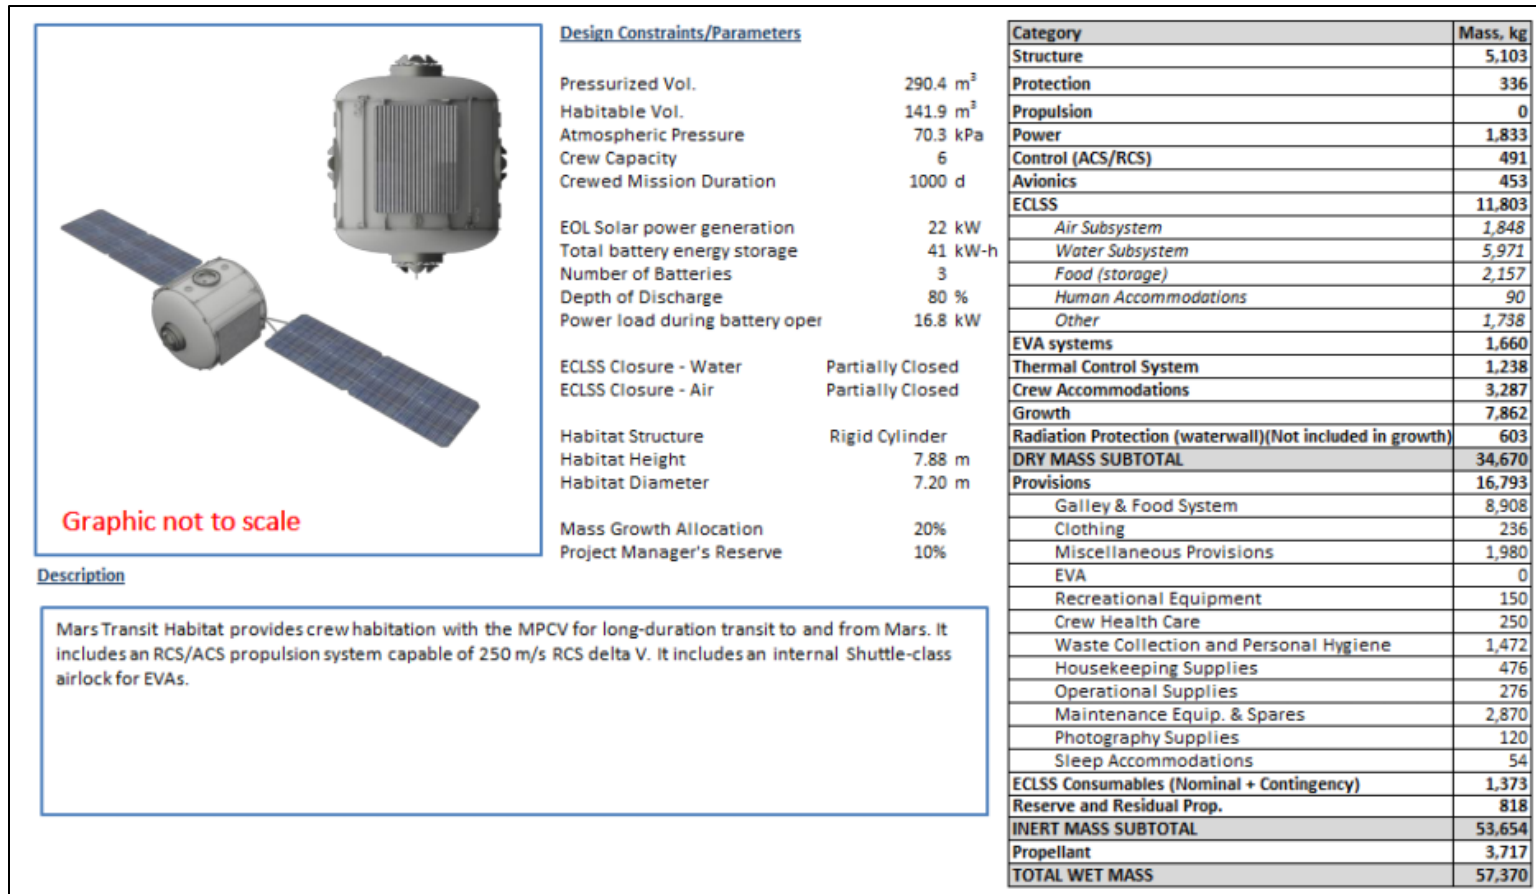 Graphic not to scale
Design Constraints/Parameters
Pressurized Vol. 290.4 m³
Habitable Vol. 141.9 m³
Atmospheric Pressure 70.3 kPa
Crew Capacity 6
Crewed Mission Duration 1000 d
EOL Solar power generation 22 kW
Total battery energy storage 41 kW-h
Number of Batteries 3
Depth of Discharge 80 %
Power load during battery oper 16.8 kW
ECLSS Closure - Water Partially Closed
ECLSS Closure - Air Partially Closed
Habitat Structure Rigid Cylinder
Habitat Height 7.88 m
Habitat Diameter 7.20 m
Mass Growth Allocation 20%
Project Manager's Reserve 10%
Description
Mars Transit Habitat provides crew habitation with the MPCV for long-duration transit to and from Mars. It
includes an RCS/ACS propulsion system capable of 250 m/s RCS delta V. It includes an internal Shuttle-class
airlock for EVAs.
Category Mass, kg
Structure 5,103
Protection 336
Propulsion 0
Power 1,833
Control (ACS/RCS) 491
Avionics 453
ECLSS 11,803
Air Subsystem 1,848
Water Subsystem 5,971
Food (storage) 2,157
Human Accommodations 90
Other 1,738
EVA systems 1,660
Thermal Control System 1,238
Crew Accommodations 3,287
Growth 7,862
Radiation Protection (waterwall)(Not included in growth) 603
DRY MASS SUBTOTAL 34,670
Provisions 16,793
Galley & Food System 8,908
Clothing 236
Miscellaneous Provisions 1,980
EVA 0
Recreational Equipment 150
Crew Health Care 250
Waste Collection and Personal Hygiene 1,472
Housekeeping Supplies 476
Operational Supplies 276
Maintenance Equip. & Spares 2,870
Photography Supplies 120
Sleep Accommodations 54
ECLSS Consumables (Nominal + Contingency) 1,373
Reserve and Residual Prop. 818
INERT MASS SUBTOTAL 53,654
Propellant 3,717
TOTAL WET MASS 57,370